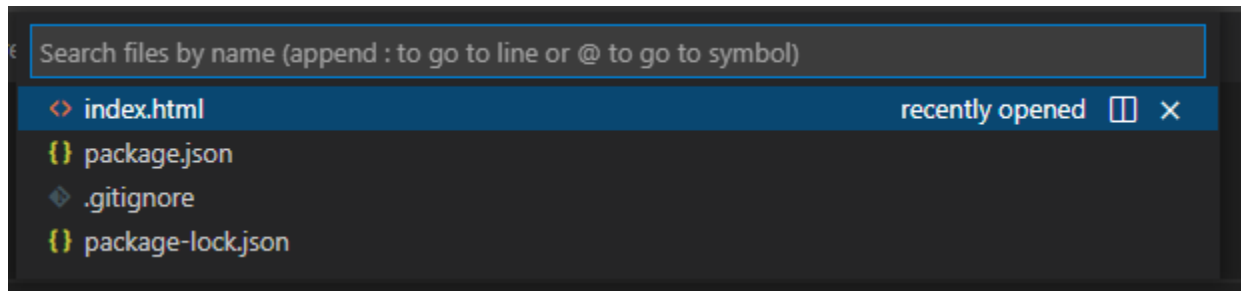 Search files by name (append : to go to line or @ to go to symbol)
index.html recently opened
package.json
.gitignore
package-lock.json